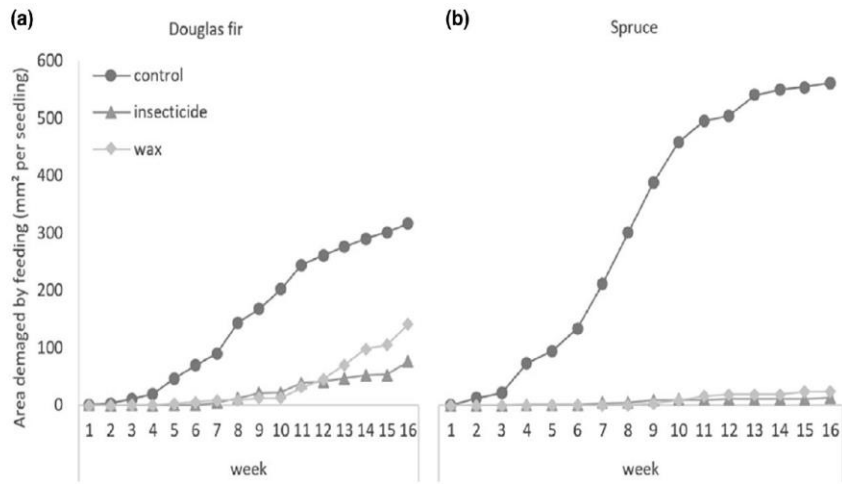 (a)
Douglas fir
(b)
Spruce
Area damaged by feeding (mm² per seedling)
600
500
400
300
200
100
0
control
insecticide
wax
1 2 3 4 5 6 7 8 9 10 11 12 13 14 15 16
week
1 2 3 4 5 6 7 8 9 10 11 12 13 14 15 16
week